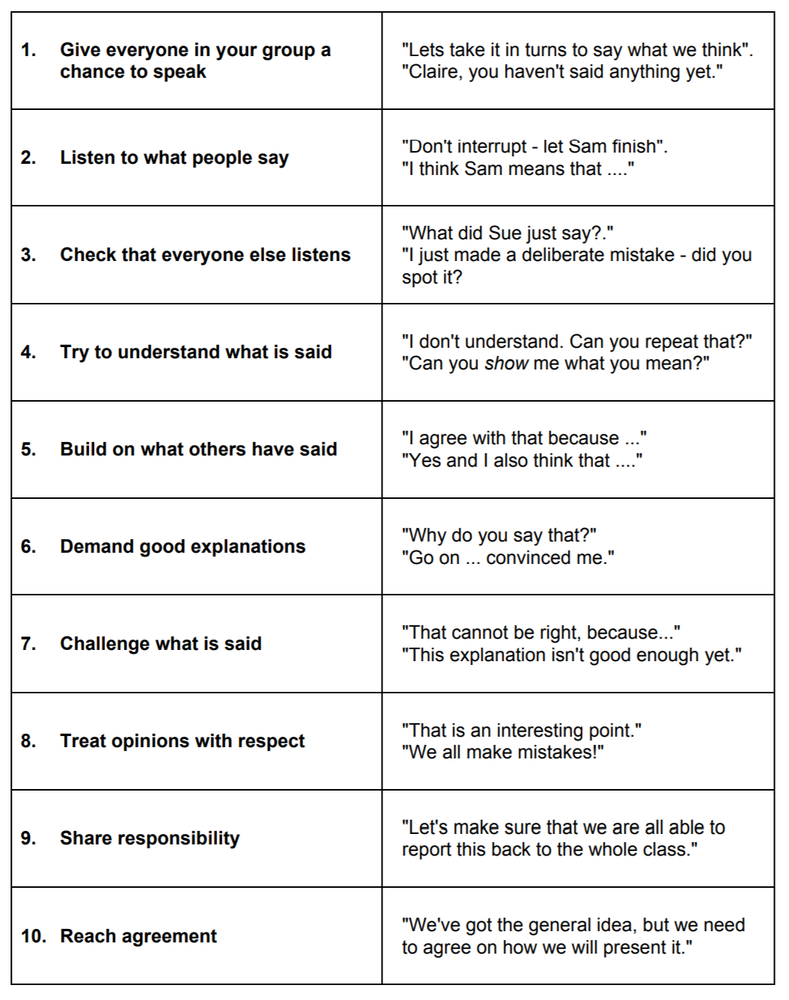 1. Give everyone in your group a
chance to speak
"Lets take it in turns to say what we think".
"Claire, you haven't said anything yet."
2. Listen to what people say
"Don't interrupt - let Sam finish".
"I think Sam means that ...."
3. Check that everyone else listens
"What did Sue just say?."
"I just made a deliberate mistake - did you
spot it?
4. Try to understand what is said
"I don't understand. Can you repeat that?"
"Can you show me what you mean?"
5. Build on what others have said
"I agree with that because ..."
"Yes and I also think that ...."
6. Demand good explanations
"Why do you say that?"
"Go on ... convinced me."
7. Challenge what is said
"That cannot be right, because..."
"This explanation isn't good enough yet."
8. Treat opinions with respect
"That is an interesting point."
"We all make mistakes!"
9. Share responsibility
"Let's make sure that we are all able to
report this back to the whole class."
10. Reach agreement
"We've got the general idea, but we need
to agree on how we will present it."